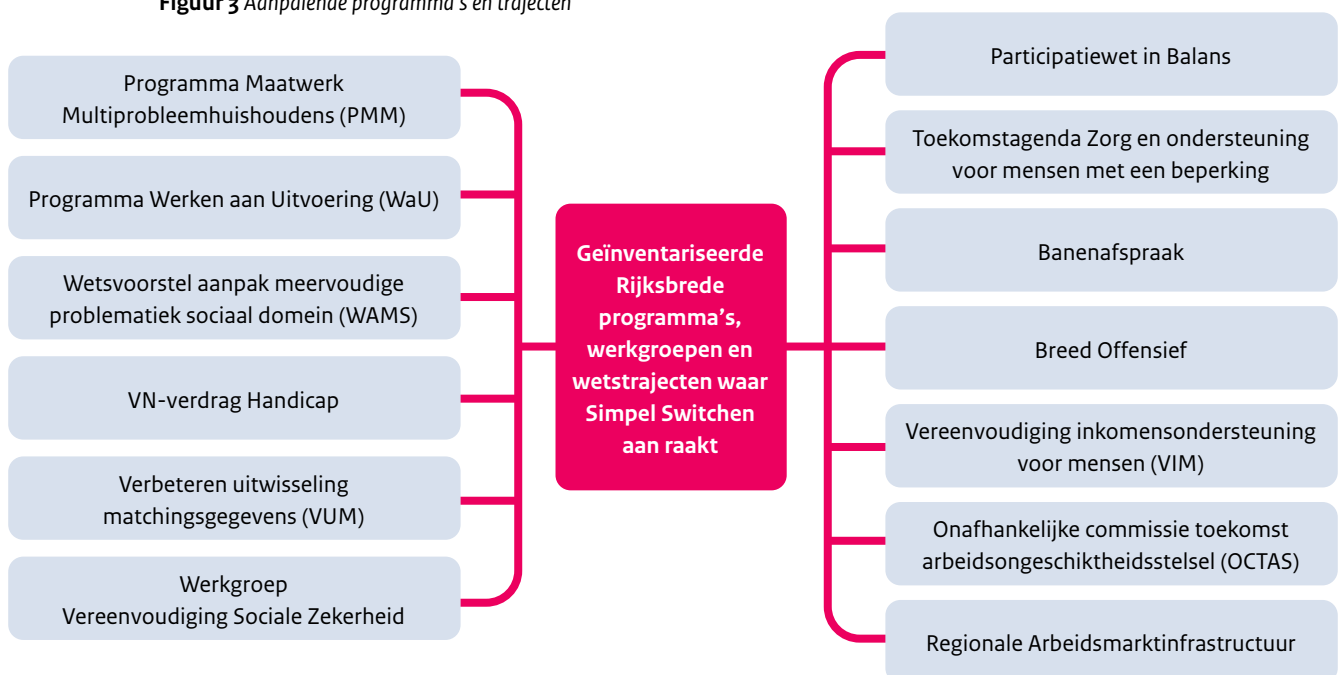 Figuur 3 Aanpalende programma's en trajecten
Programma Maatwerk
Multiprobleemhuishoudens (PMM)
Programma Werken aan Uitvoering (WaU)
Wetsvoorstel aanpak meervoudige
problematiek sociaal domein (WAMS)
VN-verdrag Handicap
Verbeteren uitwisseling
matchingsgegevens (VUM)
Werkgroep
Vereenvoudiging Sociale Zekerheid
Geïnventariseerde
Rijksbrede
programma's,
werkgroepen en
wetstrajecten waar
Simpel Switchen
aan raakt
Participatiewet in Balans
Toekomstagenda Zorg en ondersteuning
voor mensen met een beperking
Banenafspraak
Breed Offensief
Vereenvoudiging inkomensondersteuning
voor mensen (VIM)
Onafhankelijke commissie toekomst
arbeidsongeschiktheidsstelsel (OCTAS)
Regionale Arbeidsmarktinfrastructuur